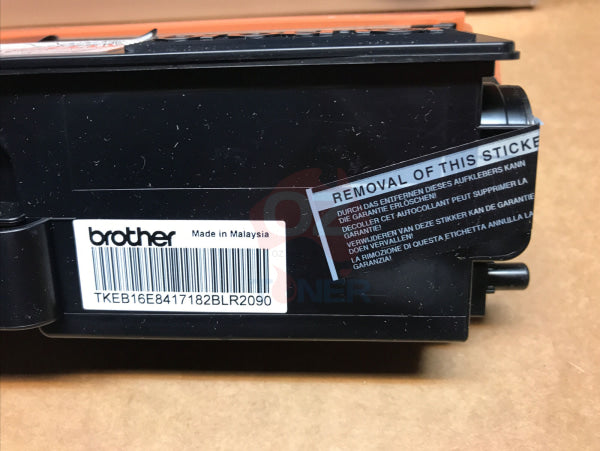 REMOVAL OF THIS STICKE
DURCH DAS ENTFERNEN DIESES AUFKLEBERS KANN
DIE GARANTIE ERLÖSCHEN!
DECOLLER CET AUTOCOLLANT PEUT SUPPRIMER LA
GARANTIE!
VERWIJDEREN VAN DEZE STIKKER KAN DE GARANTIE
DOEN VERVALLEN!
LA RIMOZIONE DI QUESTA ETICHETTA ANNULLA LA
GARANZIA!
brother Made in Malaysia
TKEB16E8417182BLR2090
OZ
TONER